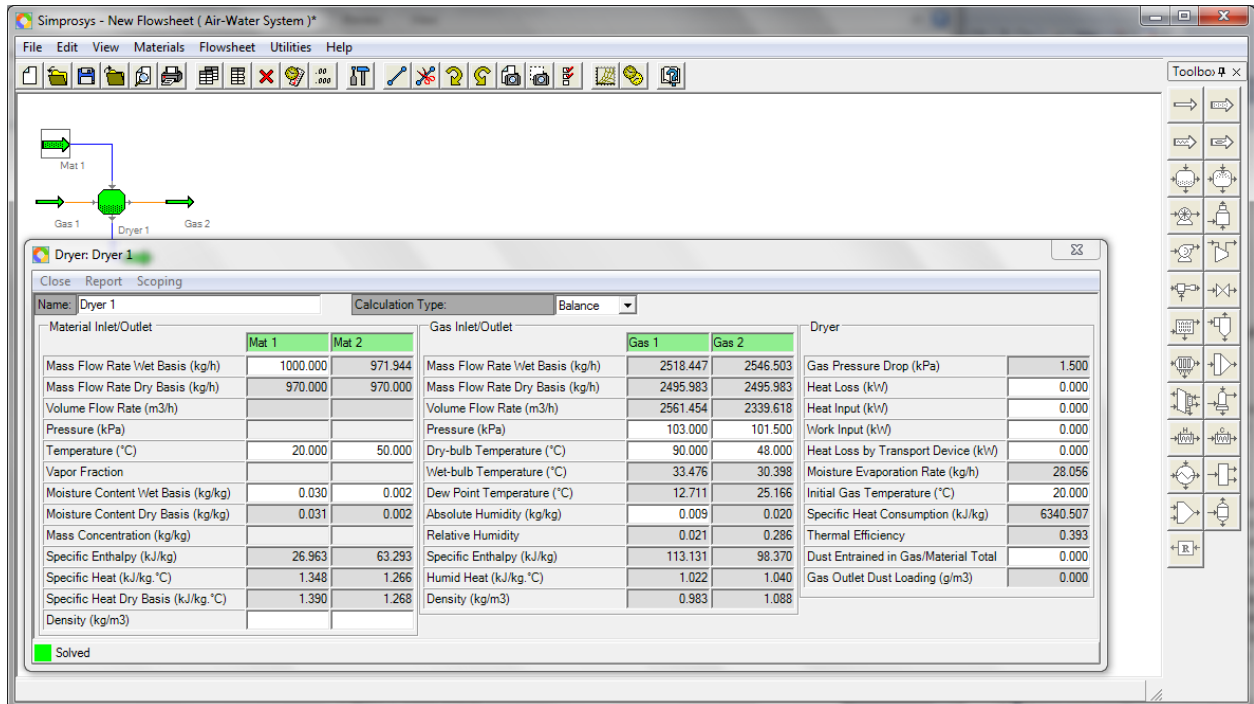 Simprosys - New Flowsheet ( Air-Water System )*
File Edit View Materials Flowsheet Utilities Help
.00
.000
Toolbox
Mat 1
Gas 1
Dryer 1
Gas 2
Dryer: Dryer 1
Close Report Scoping
Name: Dryer 1 Calculation Type: Balance
Material Inlet/Outlet Gas Inlet/Outlet Dryer
Mat 1 Mat 2 Gas 1 Gas 2
Mass Flow Rate Wet Basis (kg/h) 1000.000 971.944 Mass Flow Rate Wet Basis (kg/h) 2518.447 2546.503 Gas Pressure Drop (kPa) 1.500
Mass Flow Rate Dry Basis (kg/h) 970.000 970.000 Mass Flow Rate Dry Basis (kg/h) 2495.983 2495.983 Heat Loss (kW) 0.000
Volume Flow Rate (m3/h) Volume Flow Rate (m3/h) 2561.454 2339.618 Heat Input (kW) 0.000
Pressure (kPa) Pressure (kPa) 103.000 101.500 Work Input (kW) 0.000
Temperature (°C) 20.000 50.000 Dry-bulb Temperature (°C) 90.000 48.000 Heat Loss by Transport Device (kW) 0.000
Vapor Fraction Wet-bulb Temperature (°C) 33.476 30.398 Moisture Evaporation Rate (kg/h) 28.056
Moisture Content Wet Basis (kg/kg) 0.030 0.002 Dew Point Temperature (°C) 12.711 25.166 Initial Gas Temperature (°C) 20.000
Moisture Content Dry Basis (kg/kg) 0.031 0.002 Absolute Humidity (kg/kg) 0.009 0.020 Specific Heat Consumption (kJ/kg) 6340.507
Mass Concentration (kg/kg) Relative Humidity 0.021 0.286 Thermal Efficiency 0.393
Specific Enthalpy (kJ/kg) 26.963 63.293 Specific Enthalpy (kJ/kg) 113.131 98.370 Dust Entrained in Gas/Material Total 0.000
Specific Heat (kJ/kg.°C) 1.348 1.266 Humid Heat (kJ/kg.°C) 1.022 1.040 Gas Outlet Dust Loading (g/m3) 0.000
Specific Heat Dry Basis (kJ/kg.°C) 1.390 1.268 Density (kg/m3) 0.983 1.088
Density (kg/m3)
Solved
H
C
R